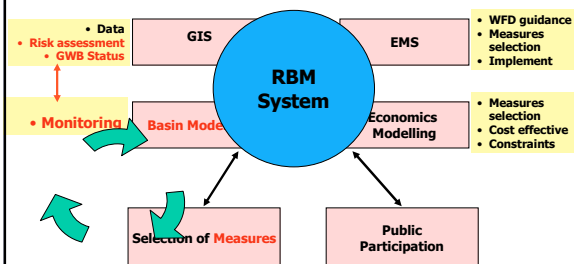 • Data
• Risk assessment
• GWB Status
GIS
RBM
System
EMS
• WFD guidance
• Measures
selection
• Implement
• Monitoring
Basin Mode
Economics
Modelling
• Measures
selection
• Cost effective
• Constraints
Selection of Measures
Public
Participation